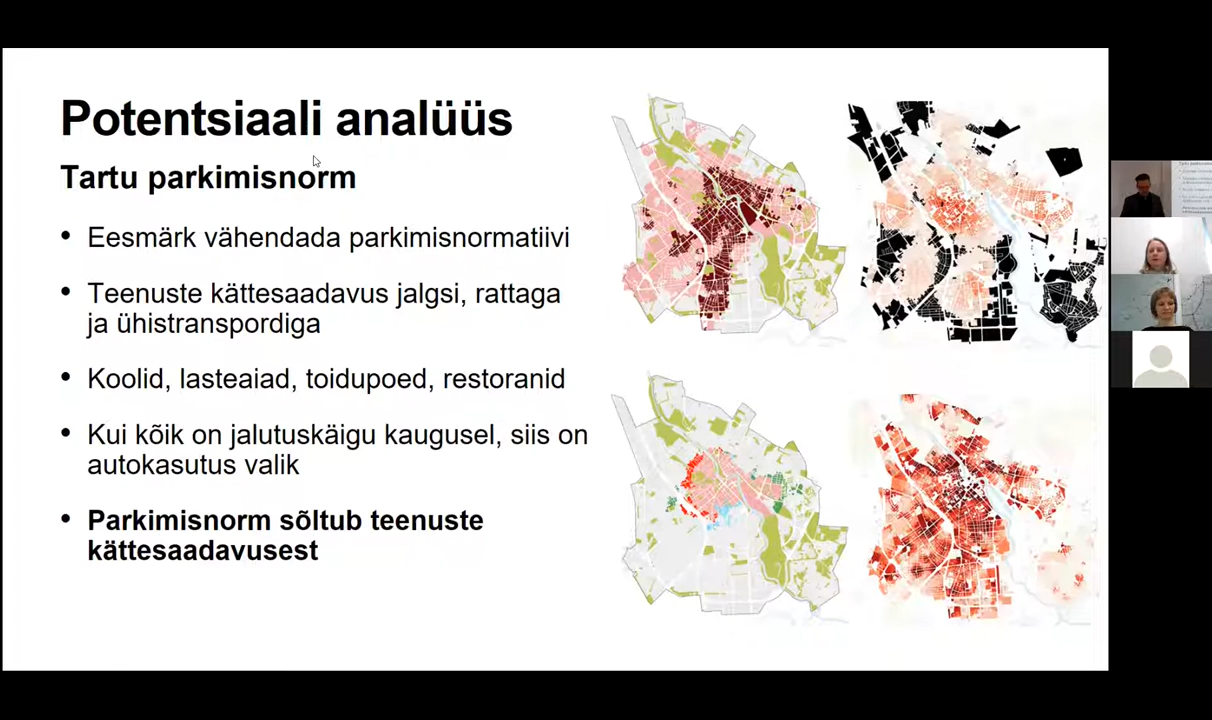 Potentsiaali analüüs
Tartu parkimisnorm
• Eesmärk vähendada parkimisnormatiivi
• Teenuste kättesaadavus jalgsi, rattaga
ja ühistranspordiga
• Koolid, lasteaiad, toidupoed, restoranid
• Kui kõik on jalutuskäigu kaugusel, siis on
autokasutus valik
• Parkimisnorm sõltub teenuste
kättesaadavusest